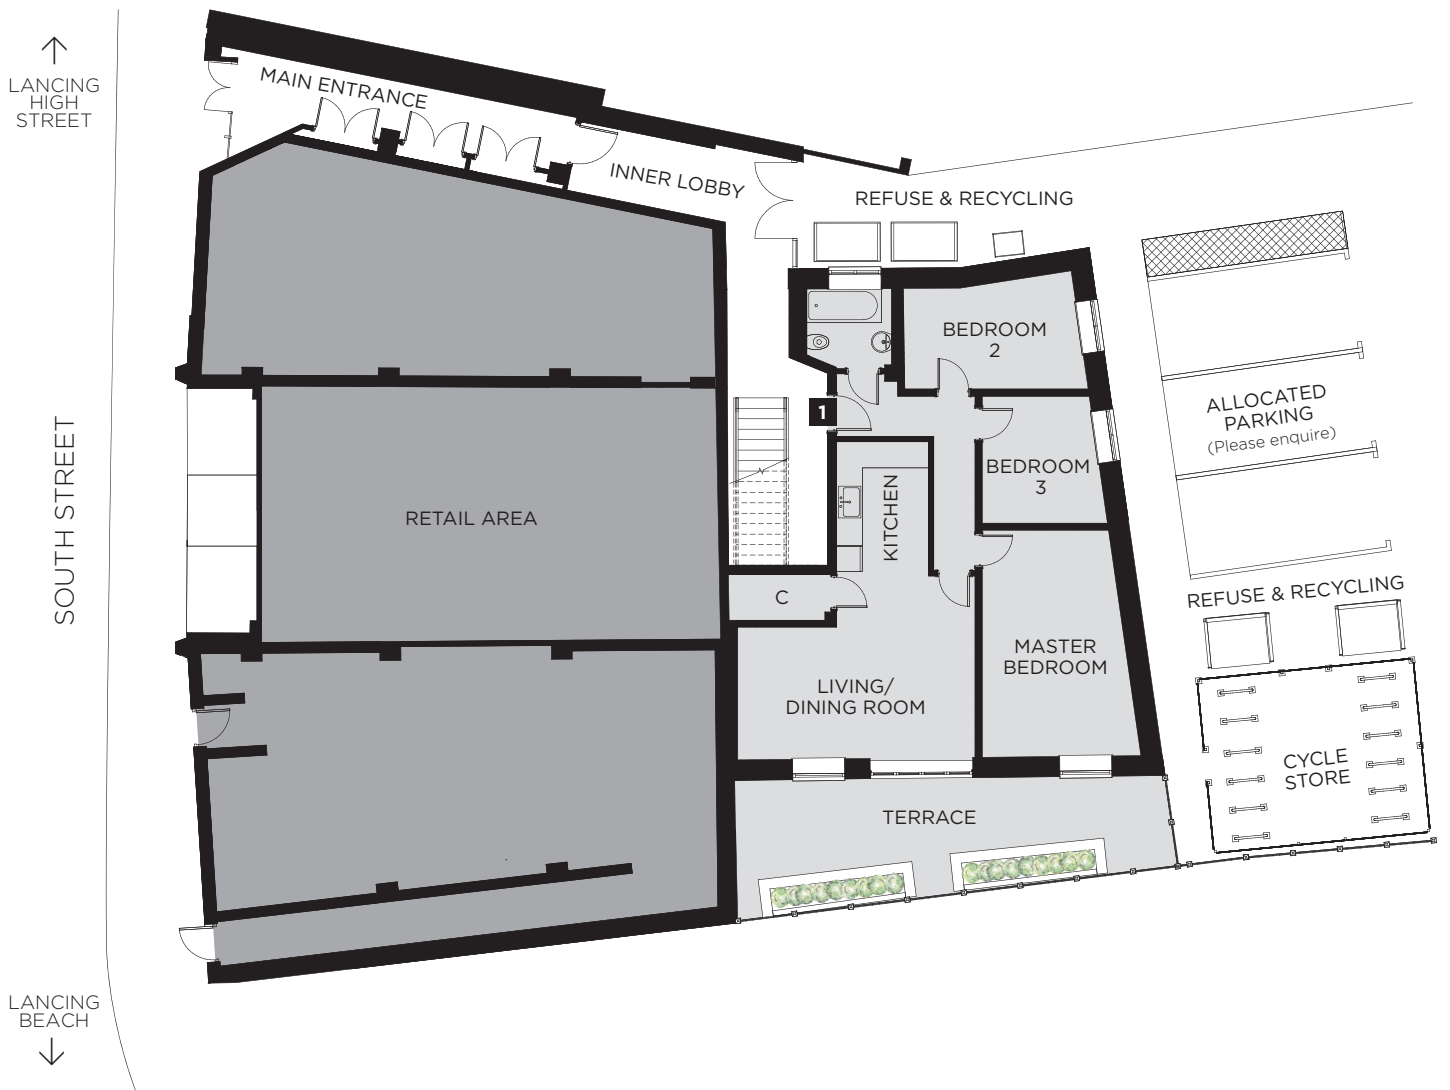 LANCING
HIGH
STREET
MAIN ENTRANCE
INNER LOBBY
REFUSE & RECYCLING
BEDROOM
2
1
ALLOCATED
PARKING
(Please enquire)
BEDROOM
3
KITCHEN
SOUTH STREET
RETAIL AREA
C
REFUSE & RECYCLING
MASTER
BEDROOM
LIVING/
DINING ROOM
CYCLE
STORE
TERRACE
LANCING
BEACH